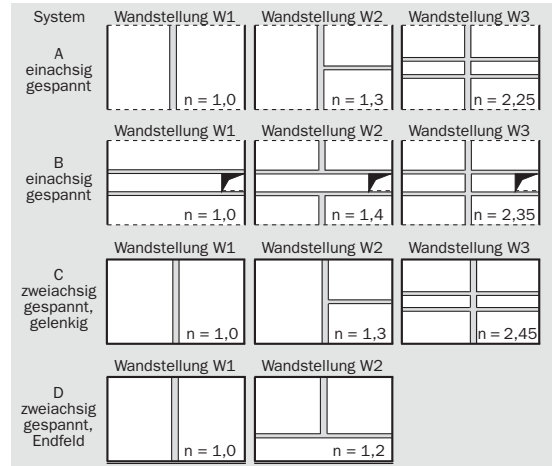 System
Wandstellung W1
Wandstellung W2
Wandstellung W3
A
einachsig
gespannt
n = 1,0
n = 1,3
n = 2,25
Wandstellung W1
Wandstellung W2
Wandstellung W3
B
einachsig
gespannt
n = 1,0
n = 1,4
n = 2,35
Wandstellung W1
Wandstellung W2
Wandstellung W3
C
zweiachsig
gespannt,
gelenkig
n = 1,0
n = 1,3
n = 2,45
Wandstellung W1
Wandstellung W2
D
zweiachsig
gespannt,
Endfeld
n = 1,0
n = 1,2